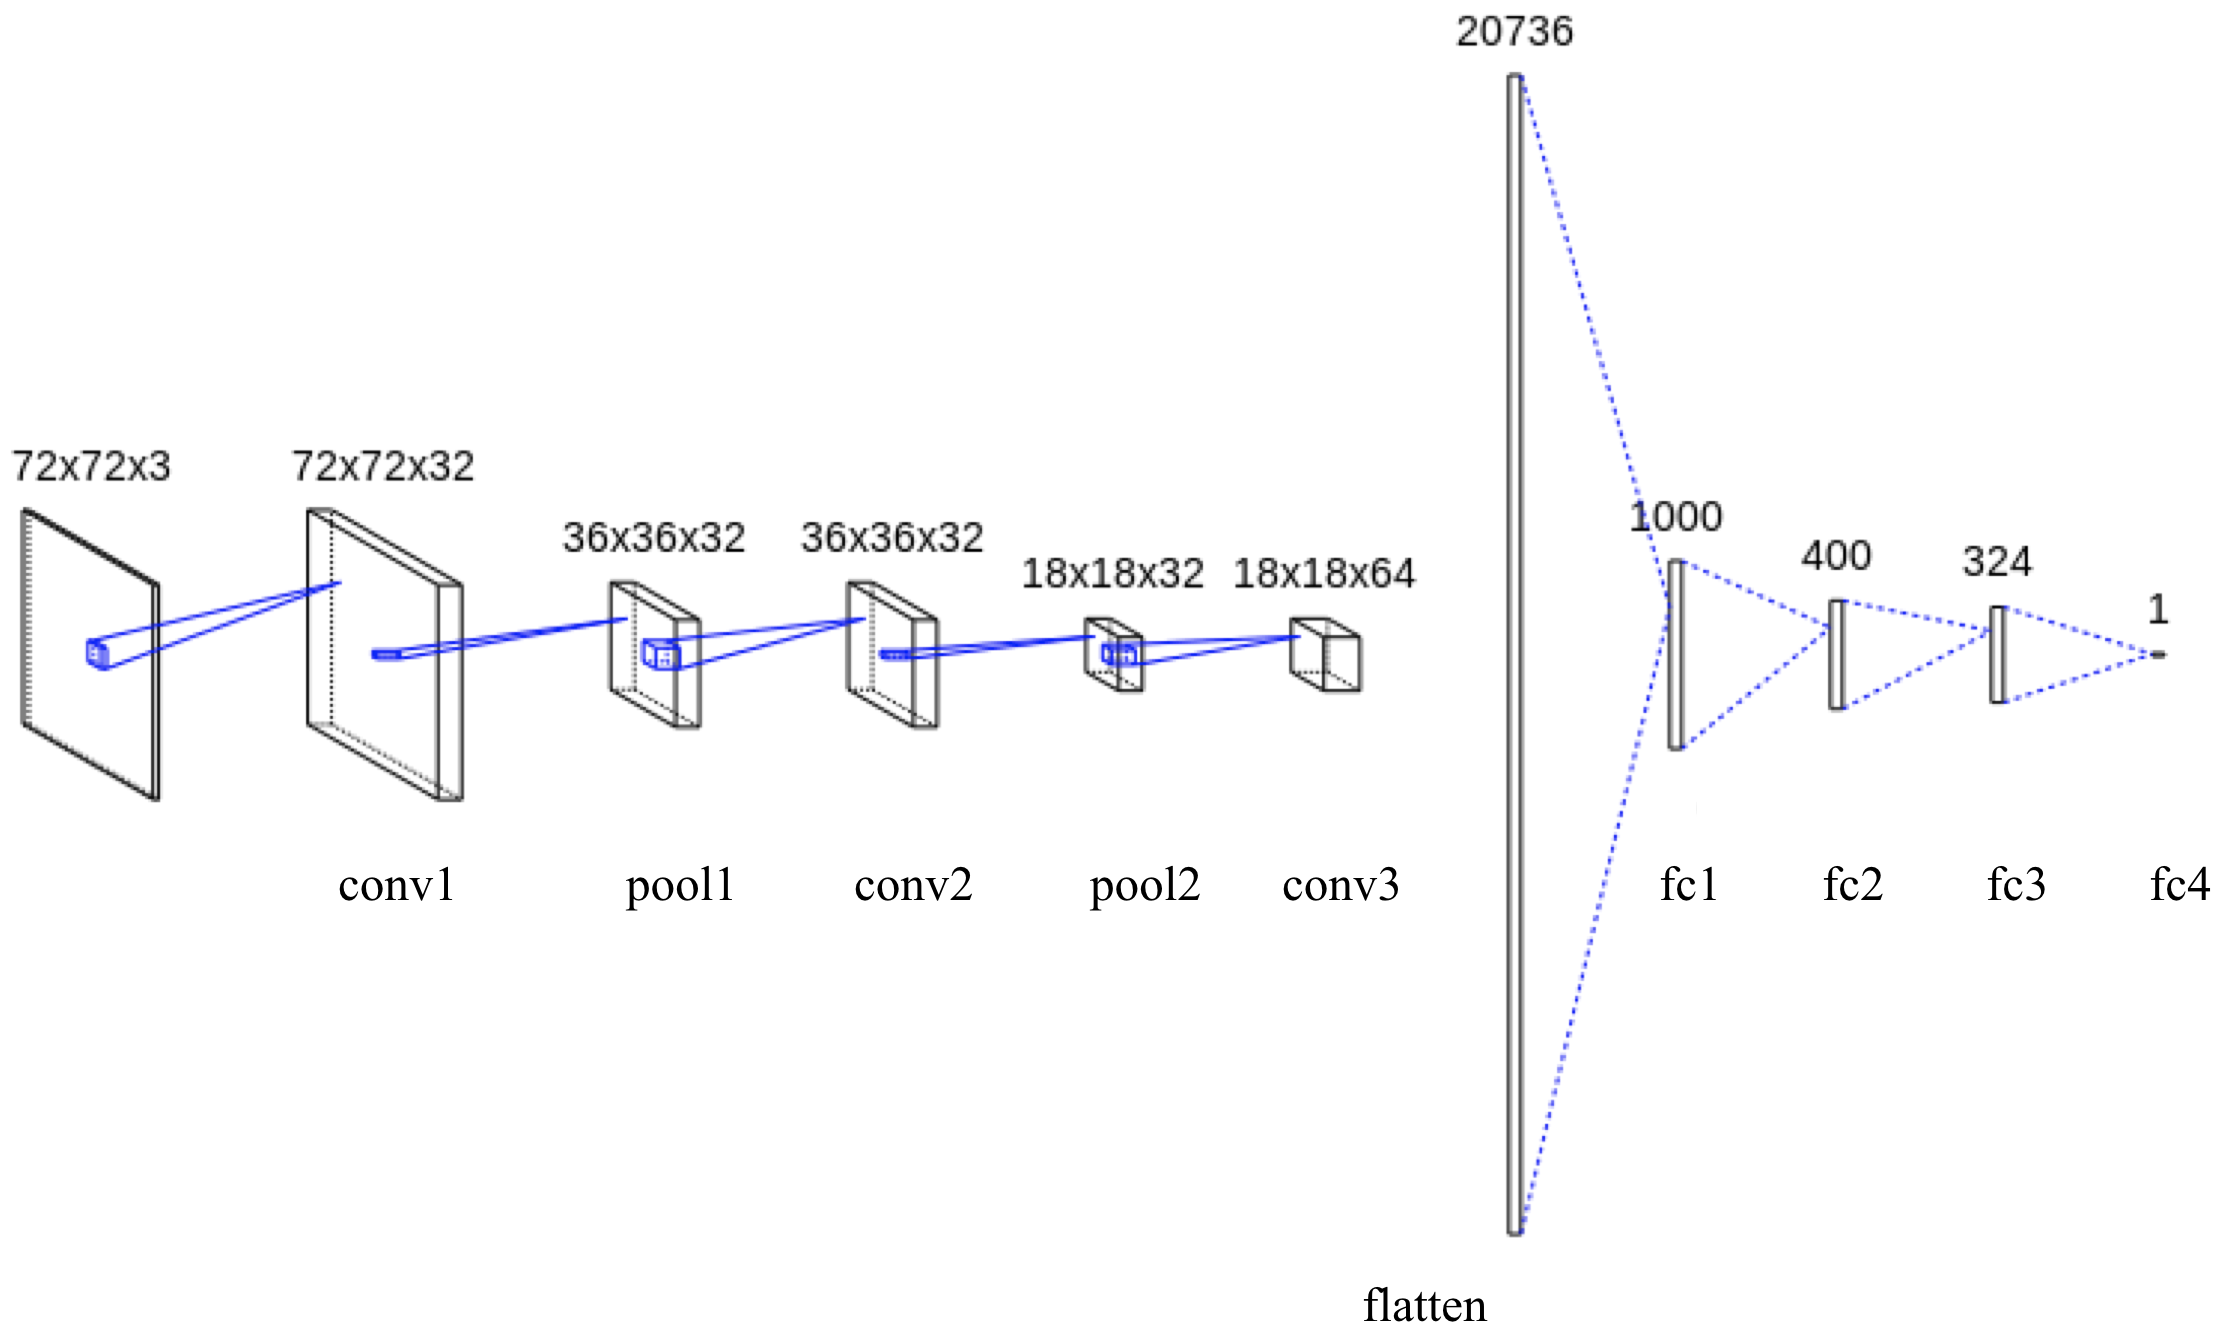 20736
72x72x3
72x72x32
36x36x32
36x36x32
18x18x32
18x18x64
1000
400
324
1
conv1
pool1
conv2
pool2
conv3
fc1
fc2
fc3
fc4
flatten